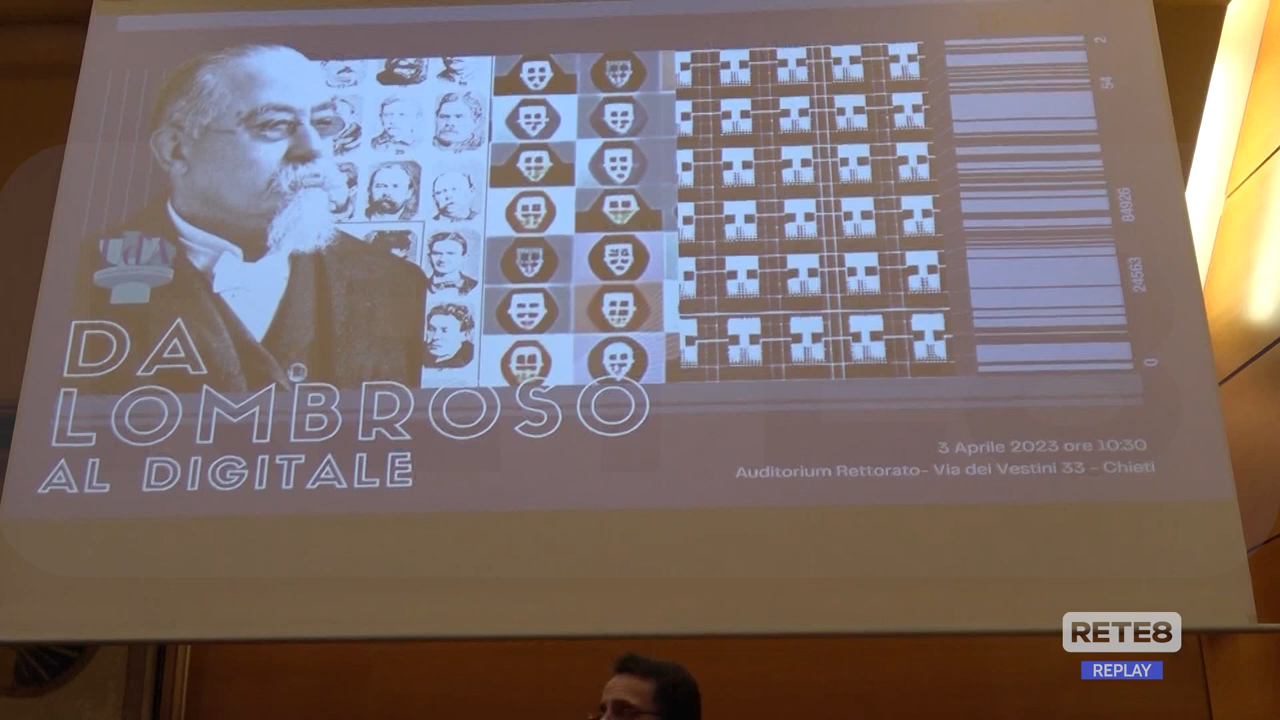 DA
LOMBROSO
AL DIGITALE
3 Aprile 2023 ore 10:30
Auditorium Rettorato- Via dei Vestini 33 - Chieti
2
54
84926
24563
0
RETE8
REPLAY